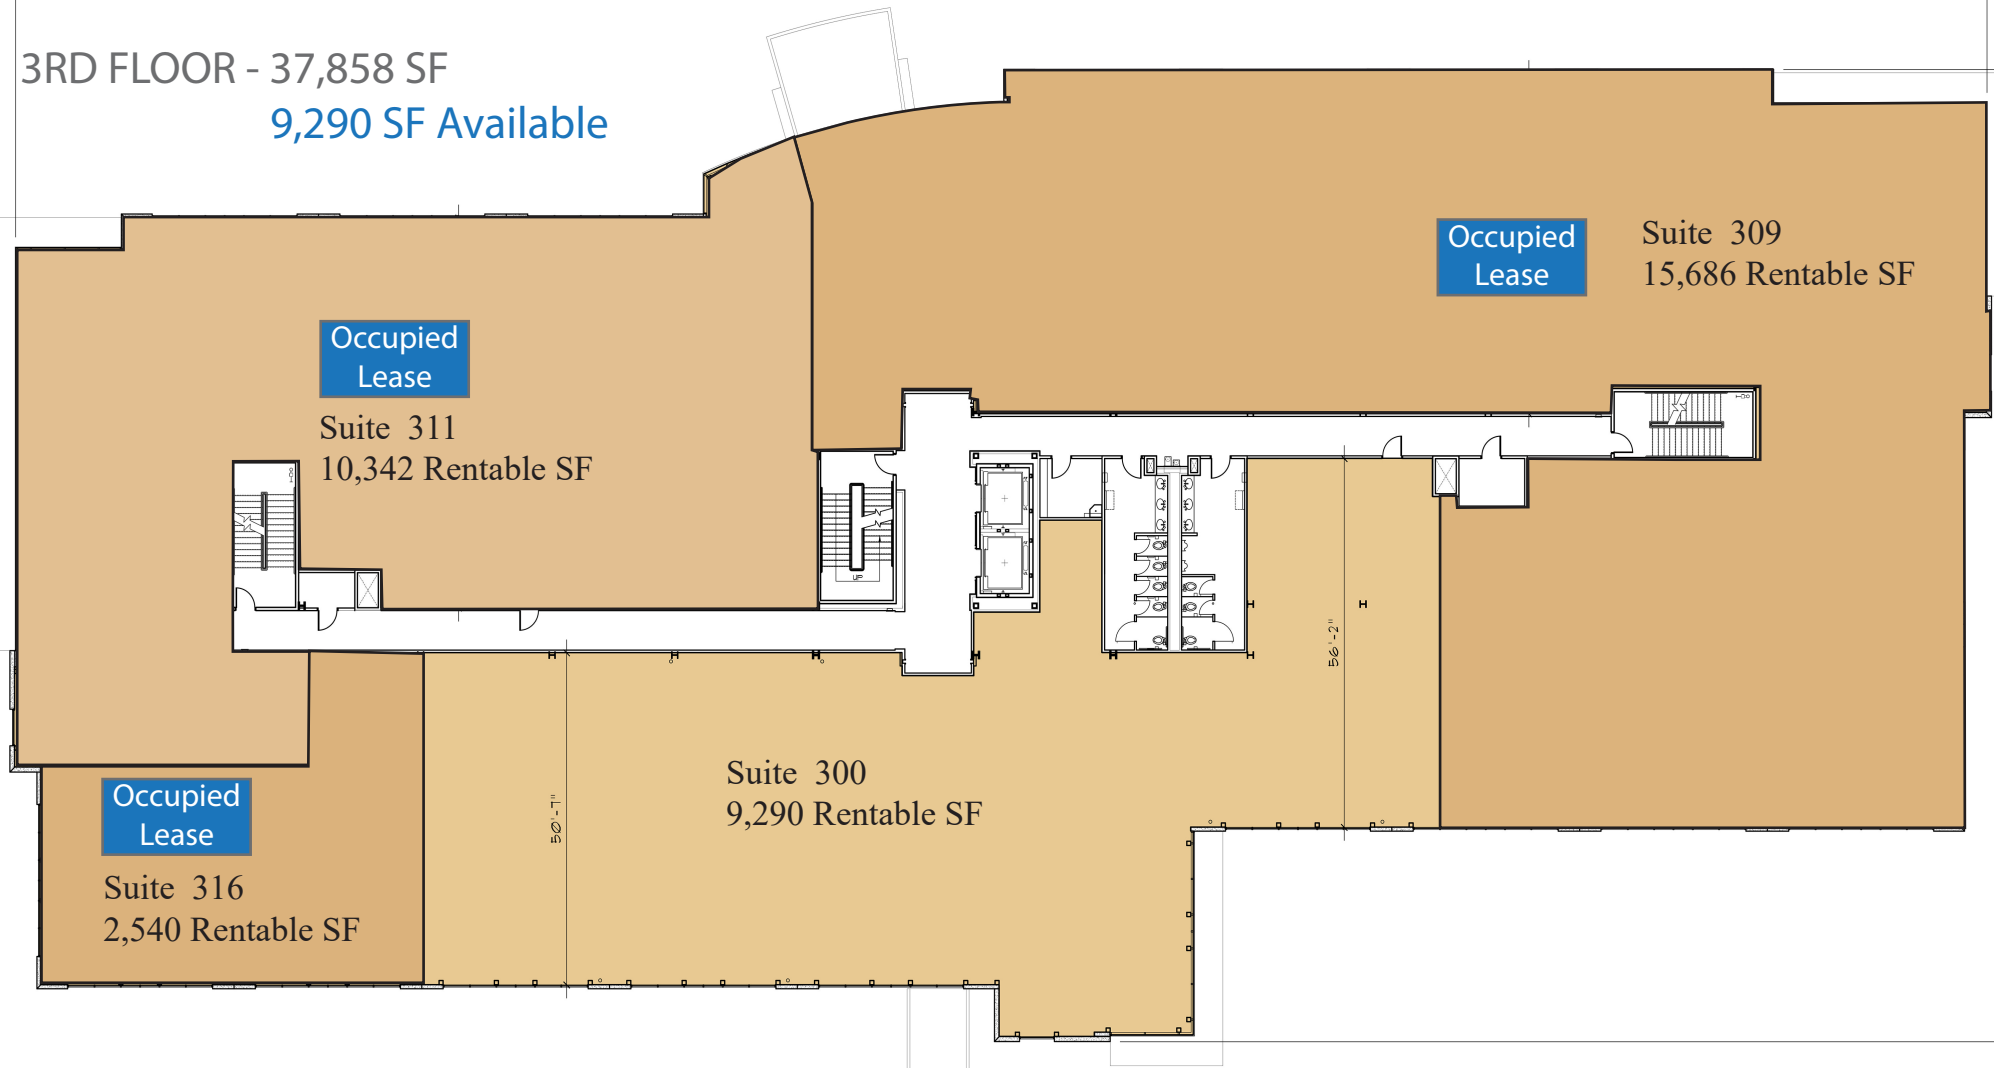 3RD FLOOR - 37,858 SF
9,290 SF Available
Occupied
Lease
Suite 309
15,686 Rentable SF
Occupied
Lease
Suite 311
10,342 Rentable SF
UP
56'-2"
50'-7"
Suite 300
9,290 Rentable SF
Occupied
Lease
Suite 316
2,540 Rentable SF